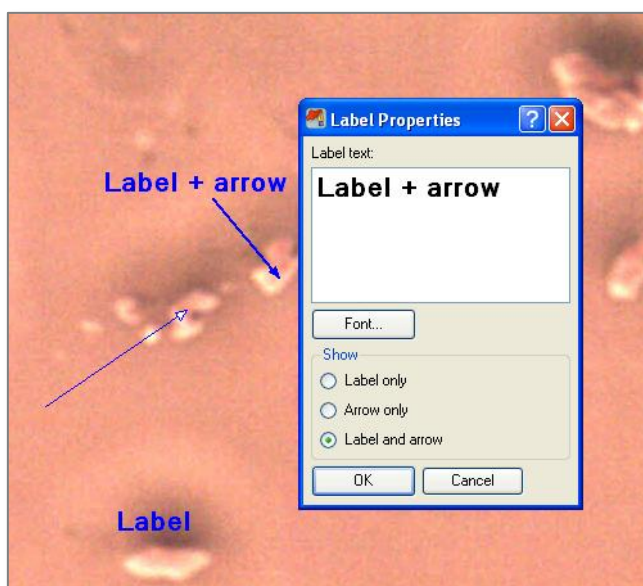 Label Properties
Label text:
Label + arrow
Label + arrow
Font...
Show
Label only
Arrow only
Label and arrow
OK
Cancel
Label